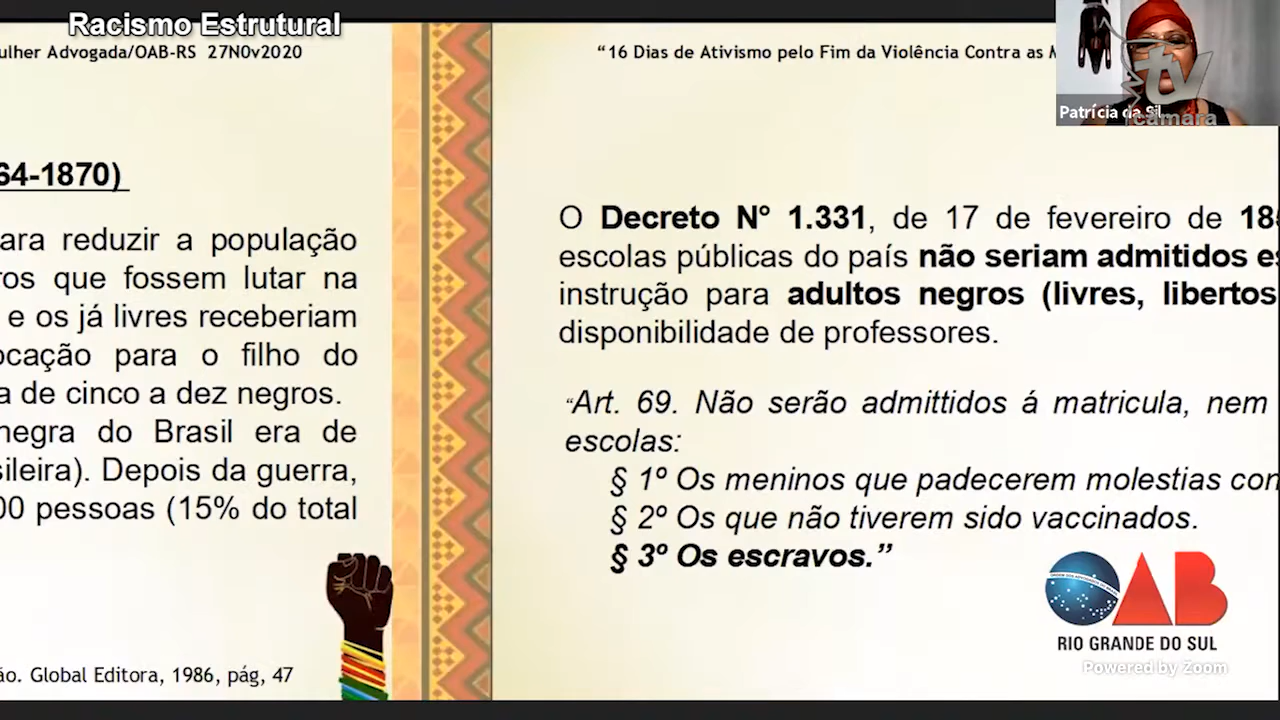 Racismo Estrutural
ulher Advogada/OAB-RS 27N0v2020
64-1870)
ara reduzir a população
ros que fossem lutar na
e os já livres receberiam
ocação para o filho do
a de cinco a dez negros.
negra do Brasil era de
sileira). Depois da guerra,
00 pessoas (15% do total
ão. Global Editora, 1986, pág, 47
“16 Dias de Ativismo pelo Fim da Violência Contra as M
Patrícia da Sil
tv
câmara
O Decreto N° 1.331, de 17 de fevereiro de 18
escolas públicas do país não seriam admitidos es
instrução para adultos negros (livres, libertos
disponibilidade de professores.
“Art. 69. Não serão admittidos á matricula, nem
escolas:
§ 1º Os meninos que padecerem molestias con
§ 2º Os que não tiverem sido vaccinados.
§ 3º Os escravos.”
OAB
RIO GRANDE DO SUL
Powered by Zoom